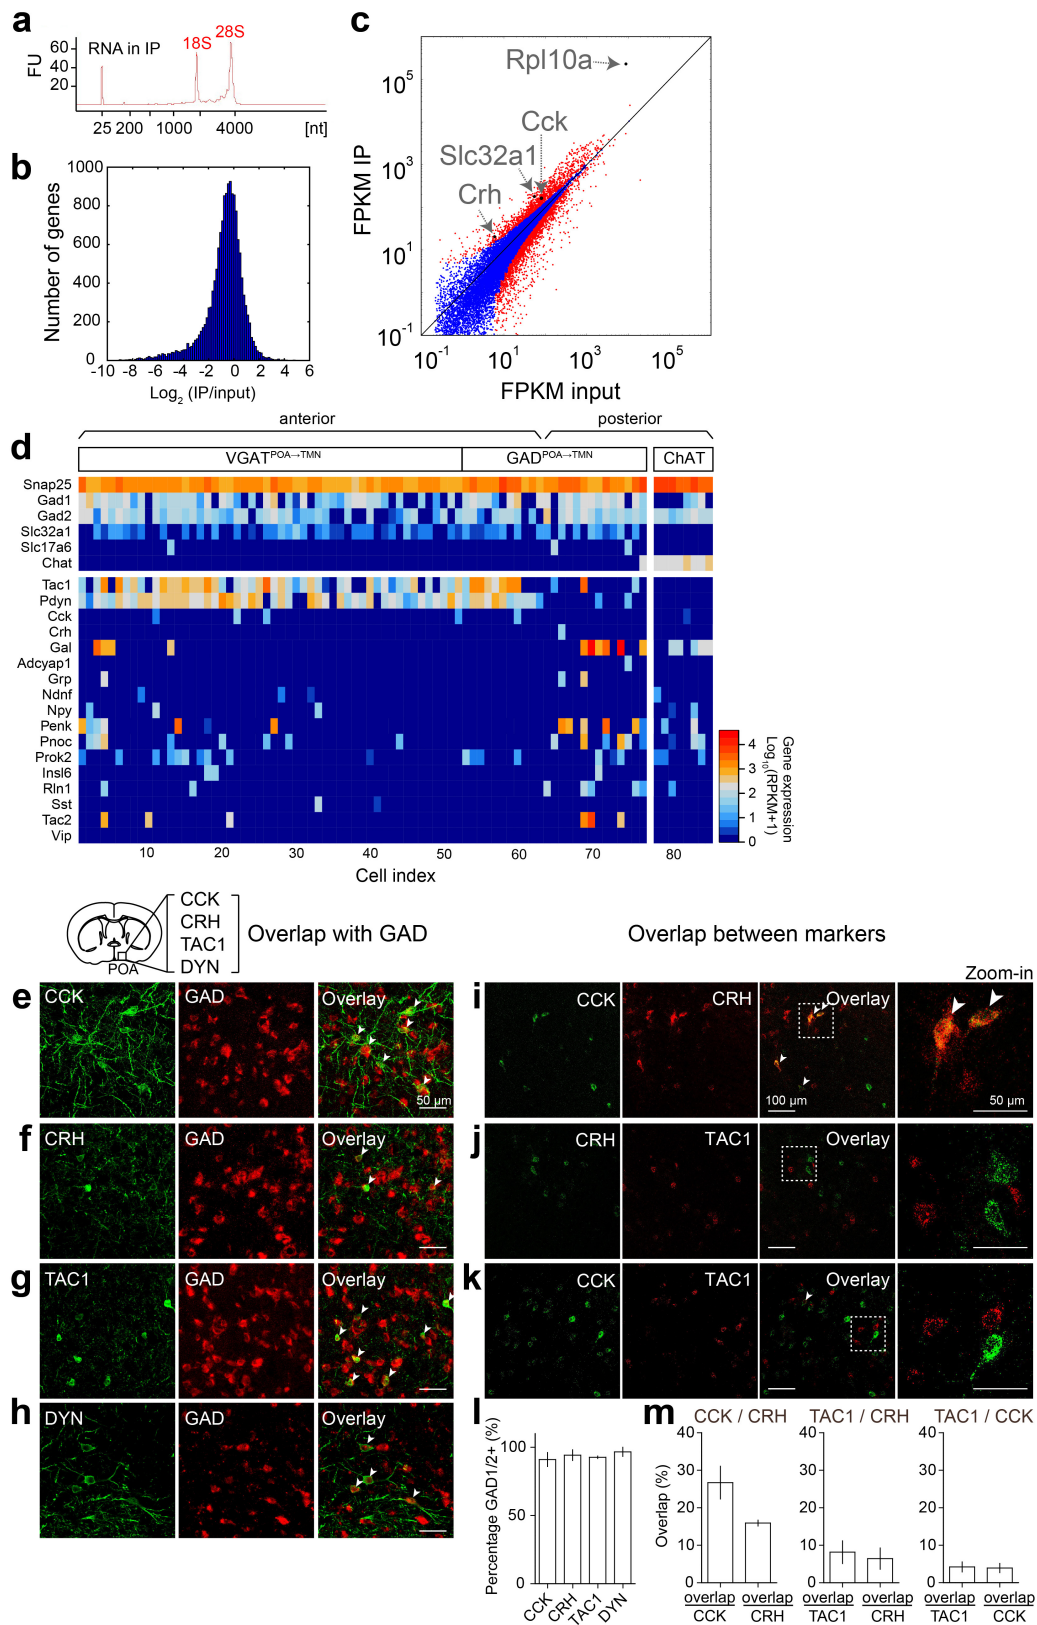 a
RNA in IP
18S
28S
FU
60
40
20
25 200 1000 4000 [nt]
b
Number of genes
1000
800
600
400
200
0
-10 -8 -6 -4 -2 0 2 4 6
Log2 (IP/input)
c
FPKM IP
10^5
10^3
10^1
10^-1
Rpl10a
Cck
Slc32a1
Crh
10^-1 10^1 10^3 10^5
FPKM input
d
anterior posterior
VGAT^POA→TMN GAD^POA→TMN ChAT
Snap25
Gad1
Gad2
Slc32a1
Slc17a6
Chat
Tac1
Pdyn
Cck
Crh
Gal
Adcyap1
Grp
Ndnf
Npy
Penk
Pnoc
Prok2
Insl6
Rln1
Sst
Tac2
Vip
10 20 30 40 50 60 70 80
Cell index
4
3
2
1
0
Gene expression
Log10(RPKM+1)
POA
CCK
CRH
TAC1
DYN
Overlap with GAD
Overlap between markers
Zoom-in
e
CCK GAD Overlay
50 µm
f
CRH GAD Overlay
g
TAC1 GAD Overlay
h
DYN GAD Overlay
i
CCK CRH Overlay
100 µm 50 µm
j
CRH TAC1 Overlay
k
CCK TAC1 Overlay
l
Percentage GAD1/2+ (%)
100
50
0
CCK CRH TAC1 DYN
m
CCK / CRH TAC1 / CRH TAC1 / CCK
Overlap (%)
40 40 40
30 30 30
20 20 20
10 10 10
0 0 0
overlap overlap overlap overlap overlap overlap
CCK CRH TAC1 CRH TAC1 CCK